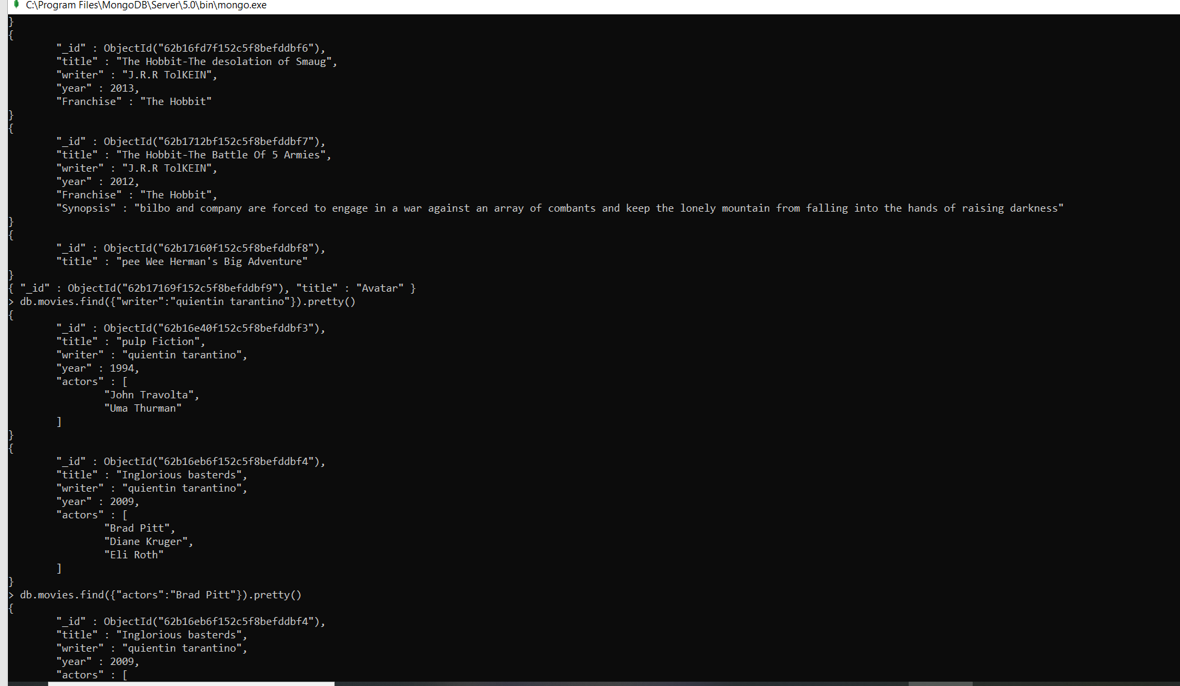 C:\Program Files\MongoDB\Server\5.0\bin\mongo.exe
}
{
        "_id" : ObjectId("62b16fd7f152c5f8befddbf6"),
        "title" : "The Hobbit-The desolation of Smaug",
        "writer" : "J.R.R TolKEIN",
        "year" : 2013,
        "Franchise" : "The Hobbit"
}
{
        "_id" : ObjectId("62b1712bf152c5f8befddbf7"),
        "title" : "The Hobbit-The Battle Of 5 Armies",
        "writer" : "J.R.R TolKEIN",
        "year" : 2012,
        "Franchise" : "The Hobbit",
        "Synopsis" : "bilbo and company are forced to engage in a war against an array of combants and keep the lonely mountain from falling into the hands of raising darkness"
}
{
        "_id" : ObjectId("62b17160f152c5f8befddbf8"),
        "title" : "pee Wee Herman's Big Adventure"
}
{ "_id" : ObjectId("62b17169f152c5f8befddbf9"), "title" : "Avatar" }
> db.movies.find({"writer":"quientin tarantino"}).pretty()
{
        "_id" : ObjectId("62b16e40f152c5f8befddbf3"),
        "title" : "pulp Fiction",
        "writer" : "quientin tarantino",
        "year" : 1994,
        "actors" : [
                "John Travolta",
                "Uma Thurman"
        ]
}
{
        "_id" : ObjectId("62b16eb6f152c5f8befddbf4"),
        "title" : "Inglorious basterds",
        "writer" : "quientin tarantino",
        "year" : 2009,
        "actors" : [
                "Brad Pitt",
                "Diane Kruger",
                "Eli Roth"
        ]
}
> db.movies.find({"actors":"Brad Pitt"}).pretty()
{
        "_id" : ObjectId("62b16eb6f152c5f8befddbf4"),
        "title" : "Inglorious basterds",
        "writer" : "quientin tarantino",
        "year" : 2009,
        "actors" : [